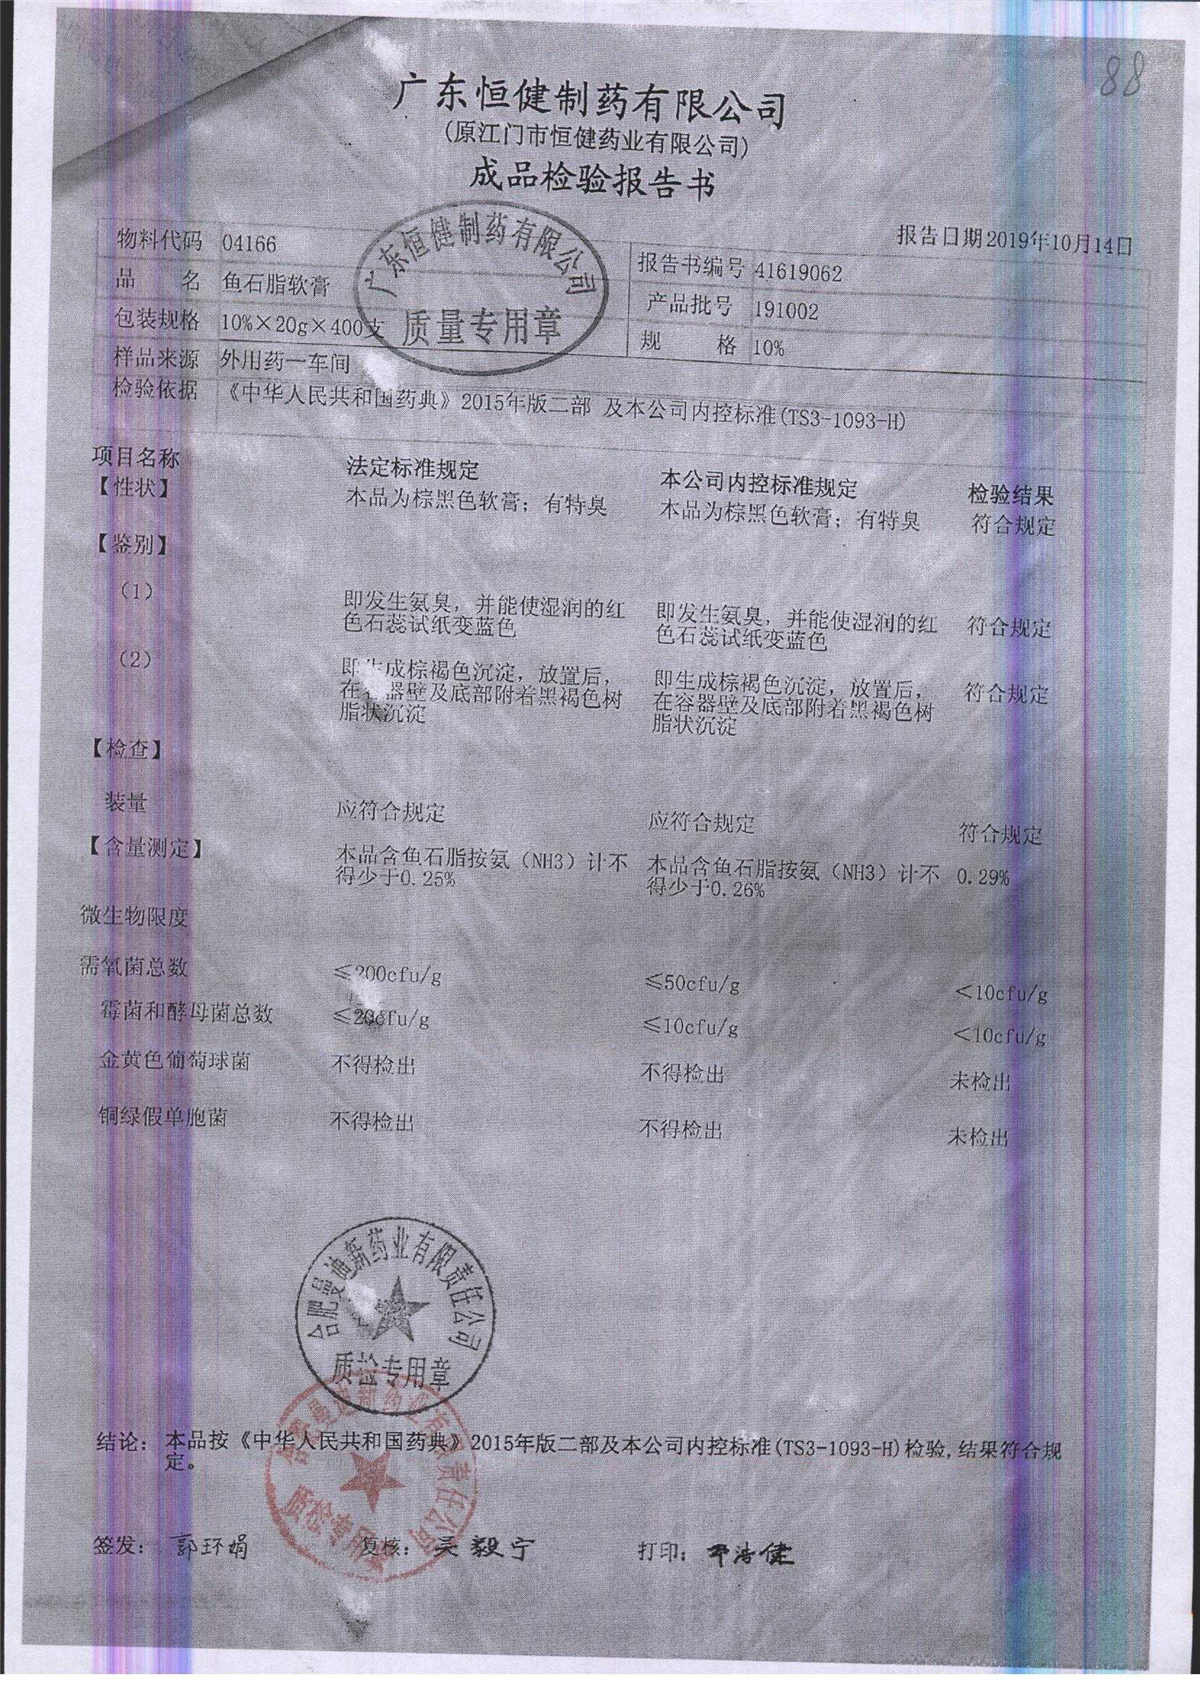 88
广东恒健制药有限公司
(原江门市恒健药业有限公司)
成品检验报告书
报告日期2019年10月14日
物料代码 04166
报告书编号 41619062
品 名 鱼石脂软膏
产品批号 191002
包装规格 10%×20g×400支
规 格 10%
样品来源 外用药一车间
检验依据 《中华人民共和国药典》2015年版二部 及本公司内控标准(TS3-1093-H)
广东恒健制药有限公司
质量专用章
项目名称 法定标准规定 本公司内控标准规定 检验结果
【性状】 本品为棕黑色软膏；有特臭 本品为棕黑色软膏；有特臭 符合规定
【鉴别】
(1) 即发生氨臭，并能使湿润的红 即发生氨臭，并能使湿润的红 符合规定
色石蕊试纸变蓝色 色石蕊试纸变蓝色
(2) 即生成棕褐色沉淀，放置后， 即生成棕褐色沉淀，放置后， 符合规定
在容器壁及底部附着黑褐色树 在容器壁及底部附着黑褐色树
脂状沉淀 脂状沉淀
【检查】
装量 应符合规定 应符合规定 符合规定
【含量测定】 本品含鱼石脂按氨（NH3）计不 本品含鱼石脂按氨（NH3）计不 0.29%
得少于0.25% 得少于0.26%
微生物限度
需氧菌总数 ≤200cfu/g ≤50cfu/g <10cfu/g
霉菌和酵母菌总数 ≤20cfu/g ≤10cfu/g <10cfu/g
金黄色葡萄球菌 不得检出 不得检出 未检出
铜绿假单胞菌 不得检出 不得检出 未检出
合肥曼迪新药业有限责任公司
质检专用章
结论：本品按《中华人民共和国药典》2015年版二部及本公司内控标准(TS3-1093-H)检验,结果符合规
定。
质检专用章
签发：郭环娟 复核：吴毅宁 打印：邓浩健